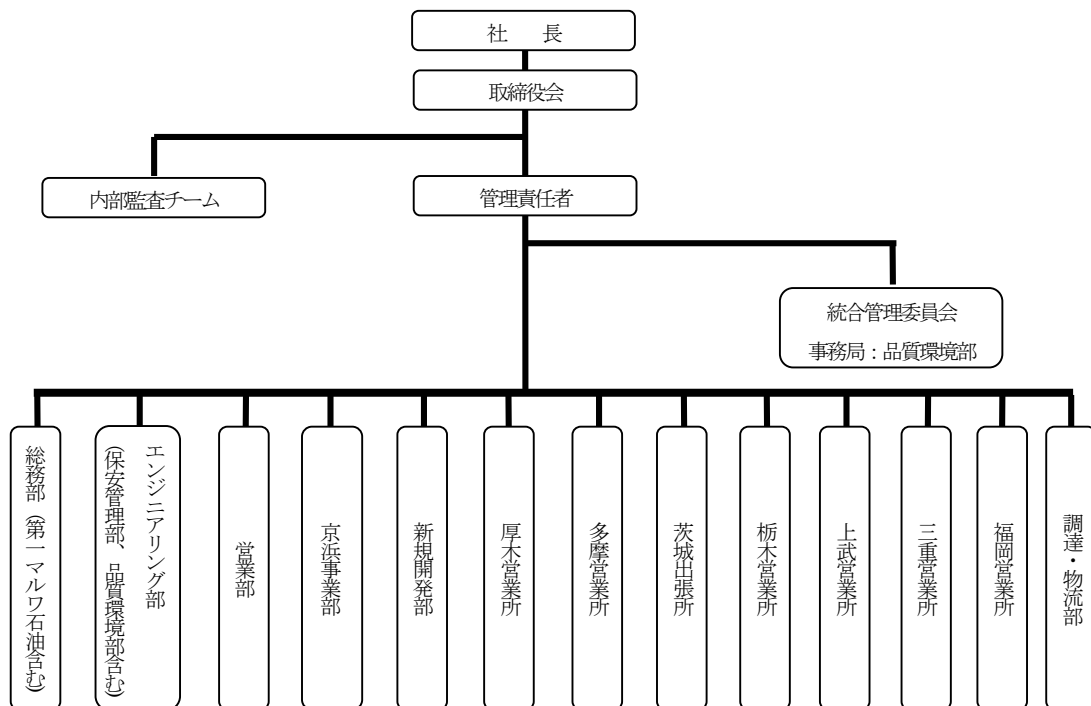 社　長
取締役会
内部監査チーム
管理責任者
統合管理委員会
事務局：品質環境部
総務部（第一マルワ石油含む）
エンジニアリング部
（保安管理部、品質環境部含む）
営業部
京浜事業部
新規開発部
厚木営業所
多摩営業所
茨城出張所
栃木営業所
上武営業所
三重営業所
福岡営業所
調達・物流部